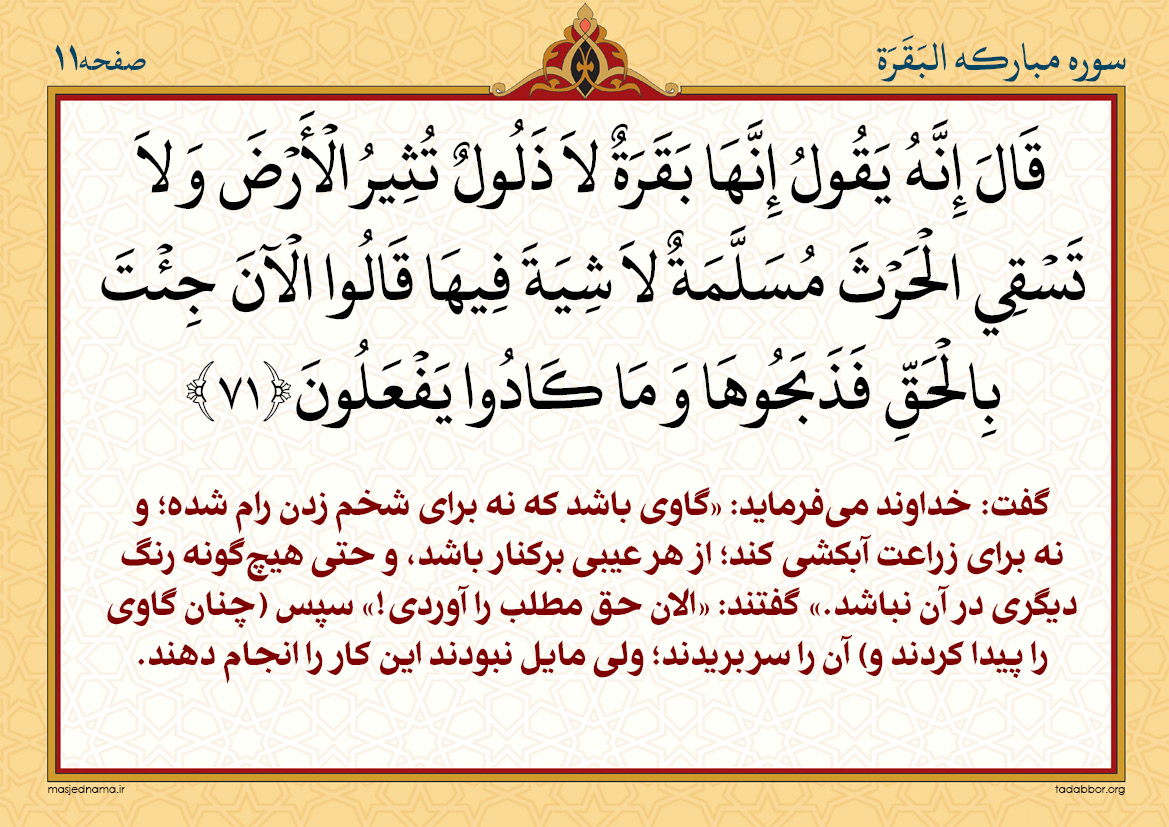 سوره مبارکه البَقَرَة
صفحه۱۱
قَالَ إِنَّهُ يَقُولُ إِنَّهَا بَقَرَةٌ لاَ ذَلُولٌ تُثِيرُ الْأَرْضَ وَ لاَ
تَسْقِي الْحَرْثَ مُسَلَّمَةٌ لاَ شِيَةَ فِيهَا قَالُوا الْآنَ جِئْتَ
بِالْحَقِّ فَذَبَحُوهَا وَ مَا كَادُوا يَفْعَلُونَ ﴿۷۱﴾
گفت: خداوند می‌فرماید: «گاوی باشد که نه برای شخم زدن رام شده؛ و
نه برای زراعت آبکشی کند؛ از هر عیبی برکنار باشد، و حتی هیچ‌گونه رنگ
دیگری در آن نباشد.» گفتند: «الان حق مطلب را آوردی!» سپس (چنان گاوی
را پیدا کردند و) آن را سر بریدند؛ ولی مایل نبودند این کار را انجام دهند.
masjednama.ir
tadabbor.org